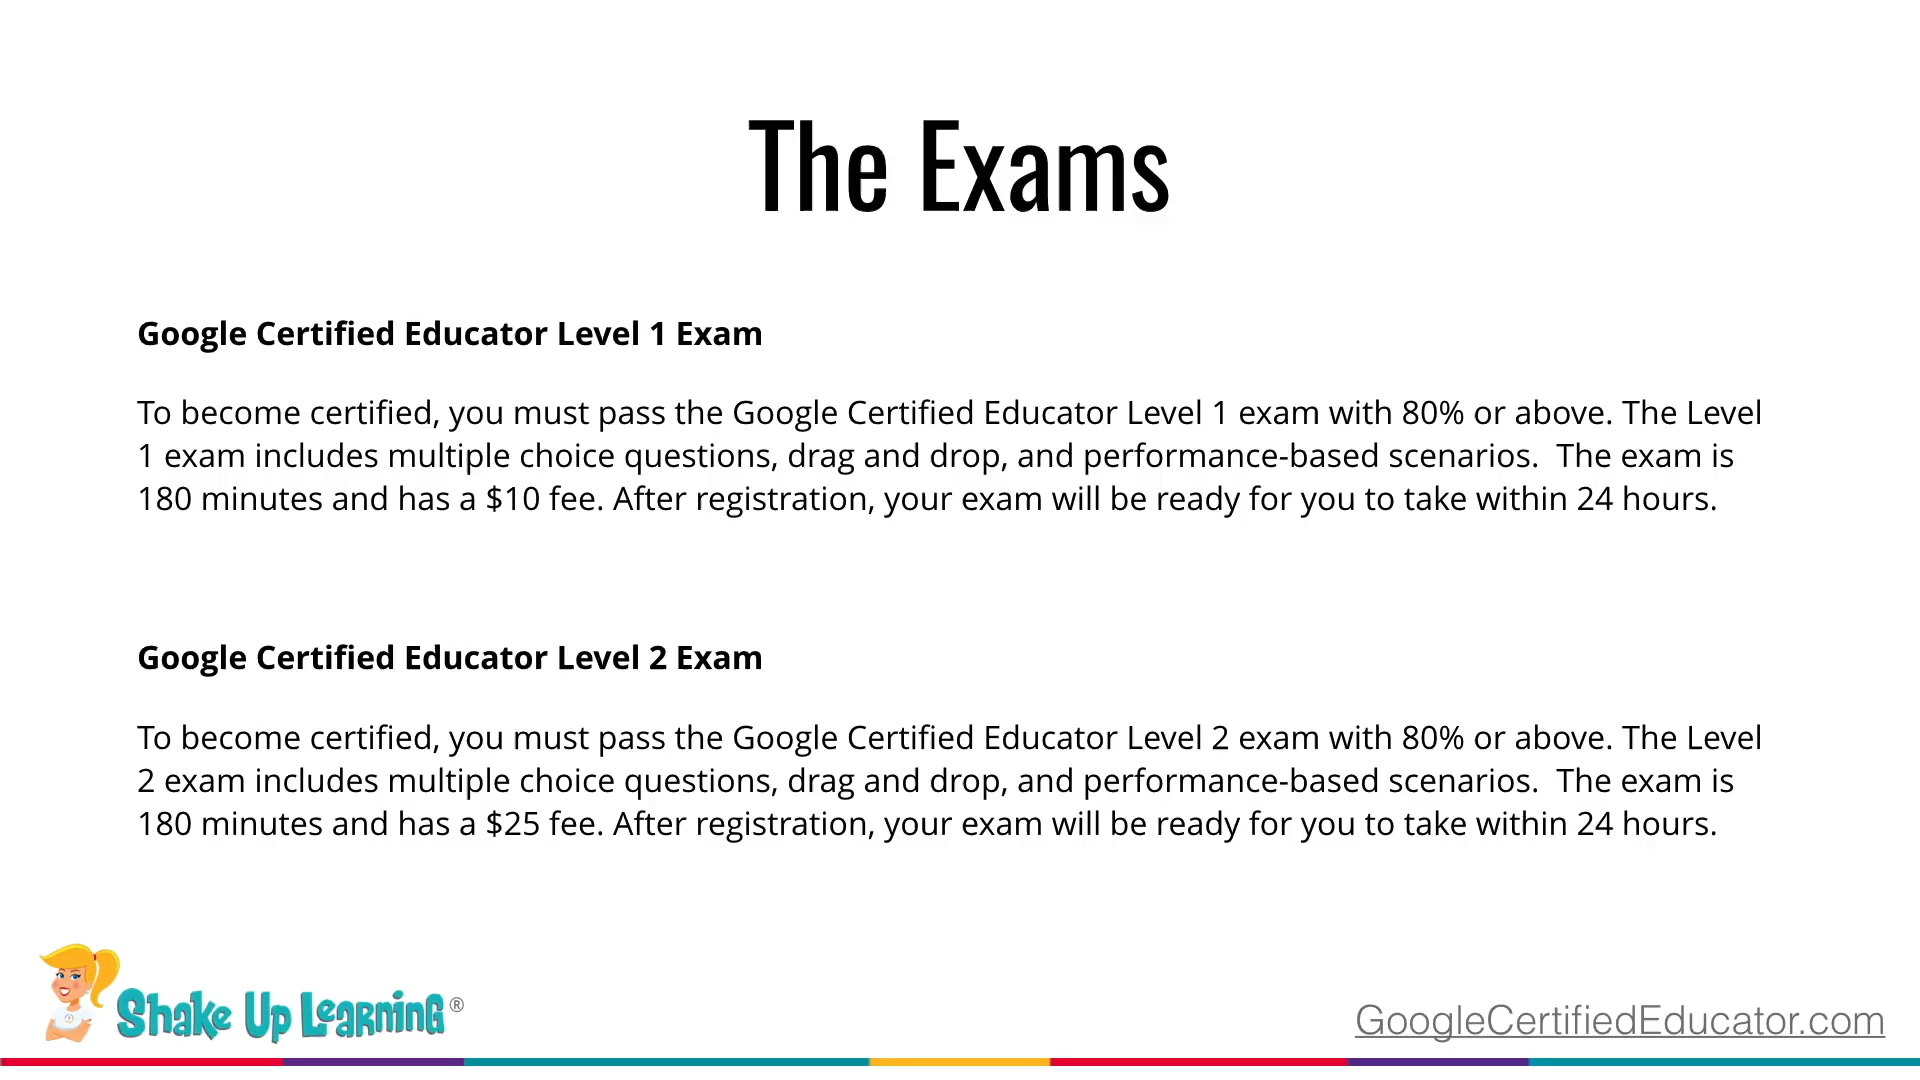 The Exams
Google Certified Educator Level 1 Exam
To become certified, you must pass the Google Certified Educator Level 1 exam with 80% or above. The Level
1 exam includes multiple choice questions, drag and drop, and performance-based scenarios.  The exam is
180 minutes and has a $10 fee. After registration, your exam will be ready for you to take within 24 hours.
Google Certified Educator Level 2 Exam
To become certified, you must pass the Google Certified Educator Level 2 exam with 80% or above. The Level
2 exam includes multiple choice questions, drag and drop, and performance-based scenarios.  The exam is
180 minutes and has a $25 fee. After registration, your exam will be ready for you to take within 24 hours.
Shake Up Learning®
GoogleCertifiedEducator.com